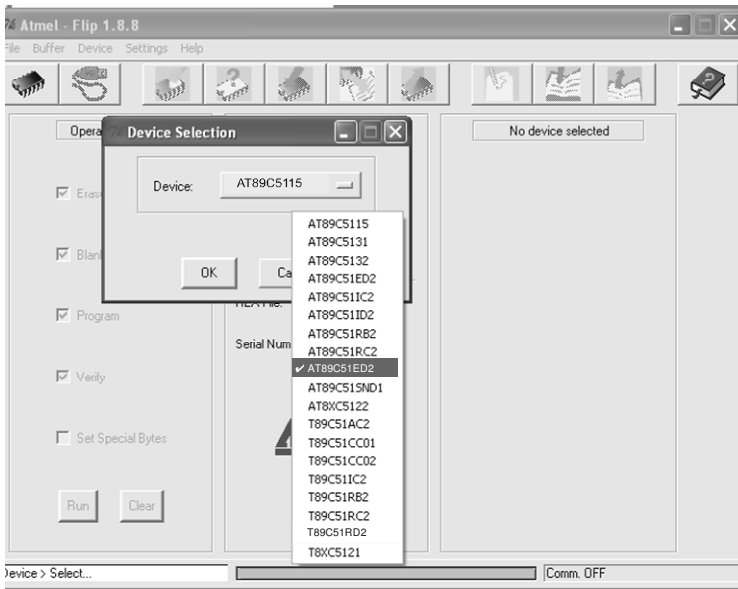 Atmel - Flip 1.8.8
File Buffer Device Settings Help
Device Selection
No device selected
Device:
AT89C5115
OK
AT89C5115
AT89C5131
AT89C5132
AT89C51ED2
AT89C51IC2
AT89C51ID2
AT89C51RB2
AT89C51RC2
AT89C51ED2
AT89C51SND1
AT8XC5122
T89C51AC2
T89C51CC01
T89C51CC02
T89C51IC2
T89C51RB2
T89C51RC2
T89C51RD2
T8XC5121
HEX File:
Serial Num
Program
Verify
Set Special Bytes
Run Clear
Device > Select...
Comm. OFF